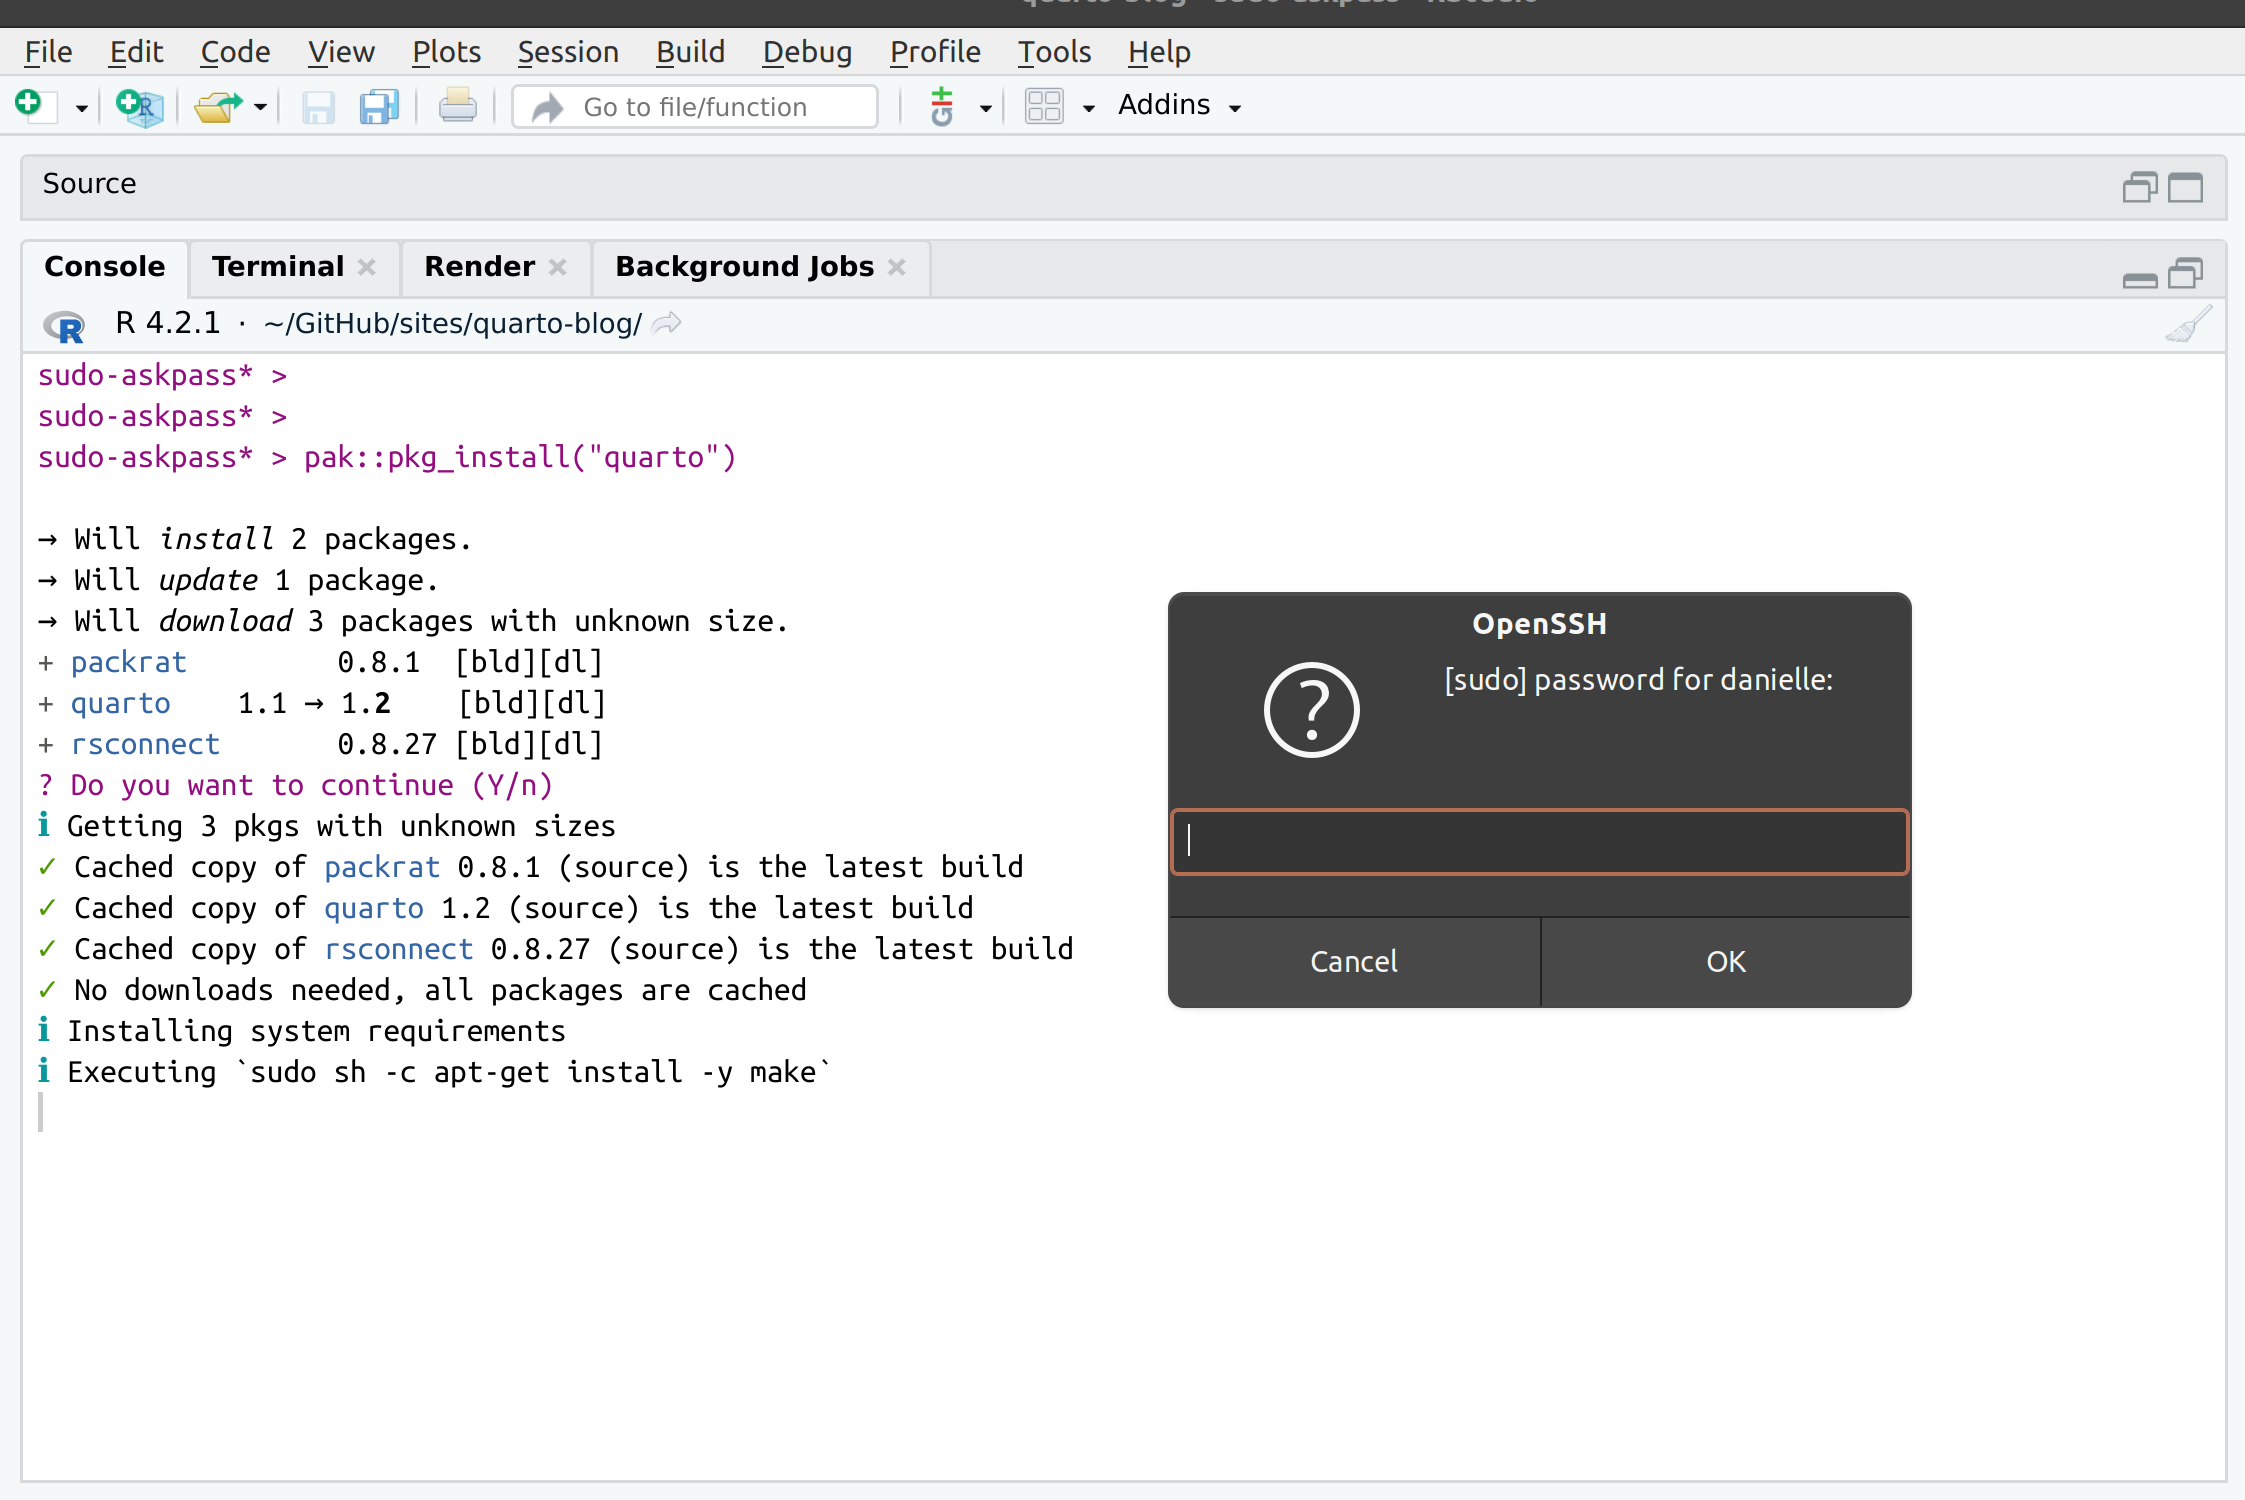 File Edit Code View Plots Session Build Debug Profile Tools Help
Go to file/function Addins
Source
Console Terminal Render Background Jobs
R 4.2.1 · ~/GitHub/sites/quarto-blog/
sudo-askpass* >
sudo-askpass* >
sudo-askpass* > pak::pkg_install("quarto")
→ Will install 2 packages.
→ Will update 1 package.
→ Will download 3 packages with unknown size.
+ packrat 0.8.1 [bld][dl]
+ quarto 1.1 → 1.2 [bld][dl]
+ rsconnect 0.8.27 [bld][dl]
? Do you want to continue (Y/n)
ℹ Getting 3 pkgs with unknown sizes
✓ Cached copy of packrat 0.8.1 (source) is the latest build
✓ Cached copy of quarto 1.2 (source) is the latest build
✓ Cached copy of rsconnect 0.8.27 (source) is the latest build
✓ No downloads needed, all packages are cached
ℹ Installing system requirements
ℹ Executing `sudo sh -c apt-get install -y make`
OpenSSH
[sudo] password for danielle:
Cancel OK